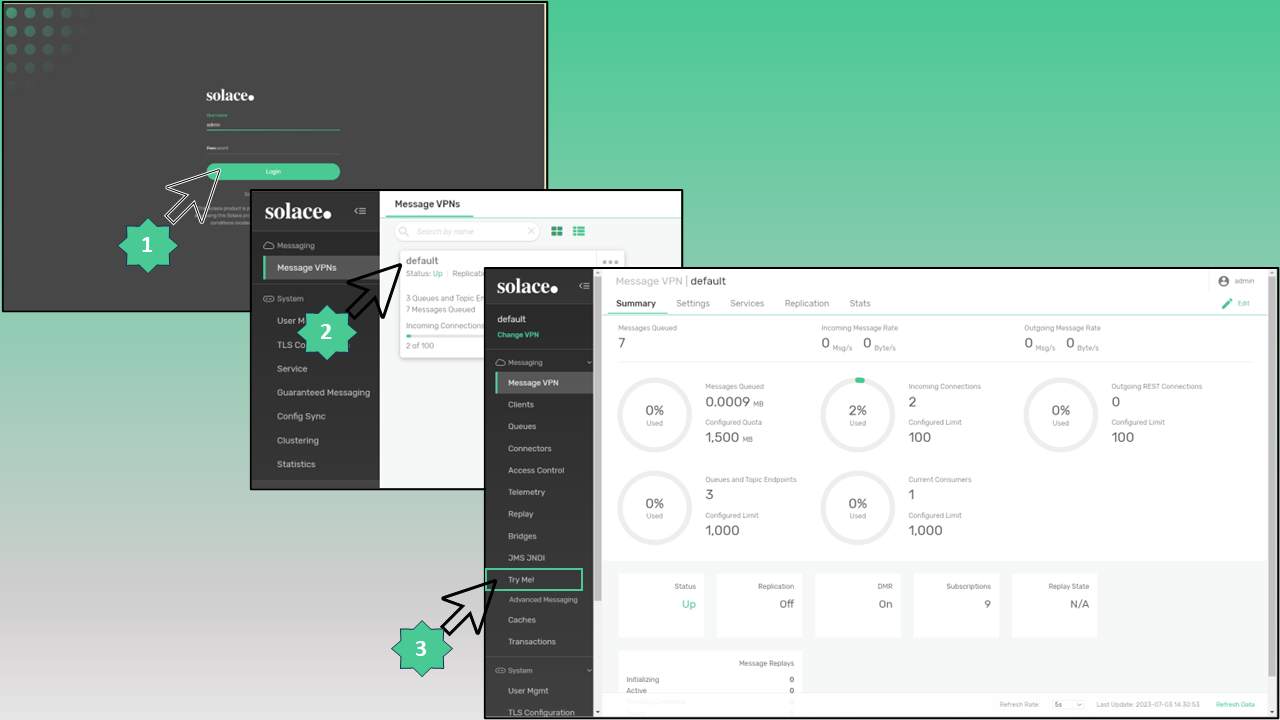 solace.
User name
admin
Password
Login
1
solace.
Messaging
Message VPNs
System
User M
TLS Co
Service
Guaranteed Messaging
Config Sync
Clustering
Statistics
Message VPNs
Search by name
default
Status: Up | Replicatio
3 Queues and Topic En
7 Messages Queued
Incoming Connections
2 of 100
2
solace.
default
Change VPN
Messaging
Message VPN
Clients
Queues
Connectors
Access Control
Telemetry
Replay
Bridges
JMS JNDI
Try Me!
Advanced Messaging
Caches
Transactions
System
User Mgmt
TLS Configuration
3
Message VPN | default
admin
Summary Settings Services Replication Stats
Edit
Messages Queued
7
Incoming Message Rate
0 Msg/s 0 Byte/s
Outgoing Message Rate
0 Msg/s 0 Byte/s
0%
Used
Messages Queued
0.0009 MB
Configured Quota
1,500 MB
2%
Used
Incoming Connections
2
Configured Limit
100
0%
Used
Outgoing REST Connections
0
Configured Limit
100
0%
Used
Queues and Topic Endpoints
3
Configured Limit
1,000
0%
Used
Current Consumers
1
Configured Limit
1,000
Status
Up
Replication
Off
DMR
On
Subscriptions
9
Replay State
N/A
Message Replays
Initializing 0
Active 0
Refresh Rate: 5s Last Update: 2023-07-03 14:30:53 Refresh Data